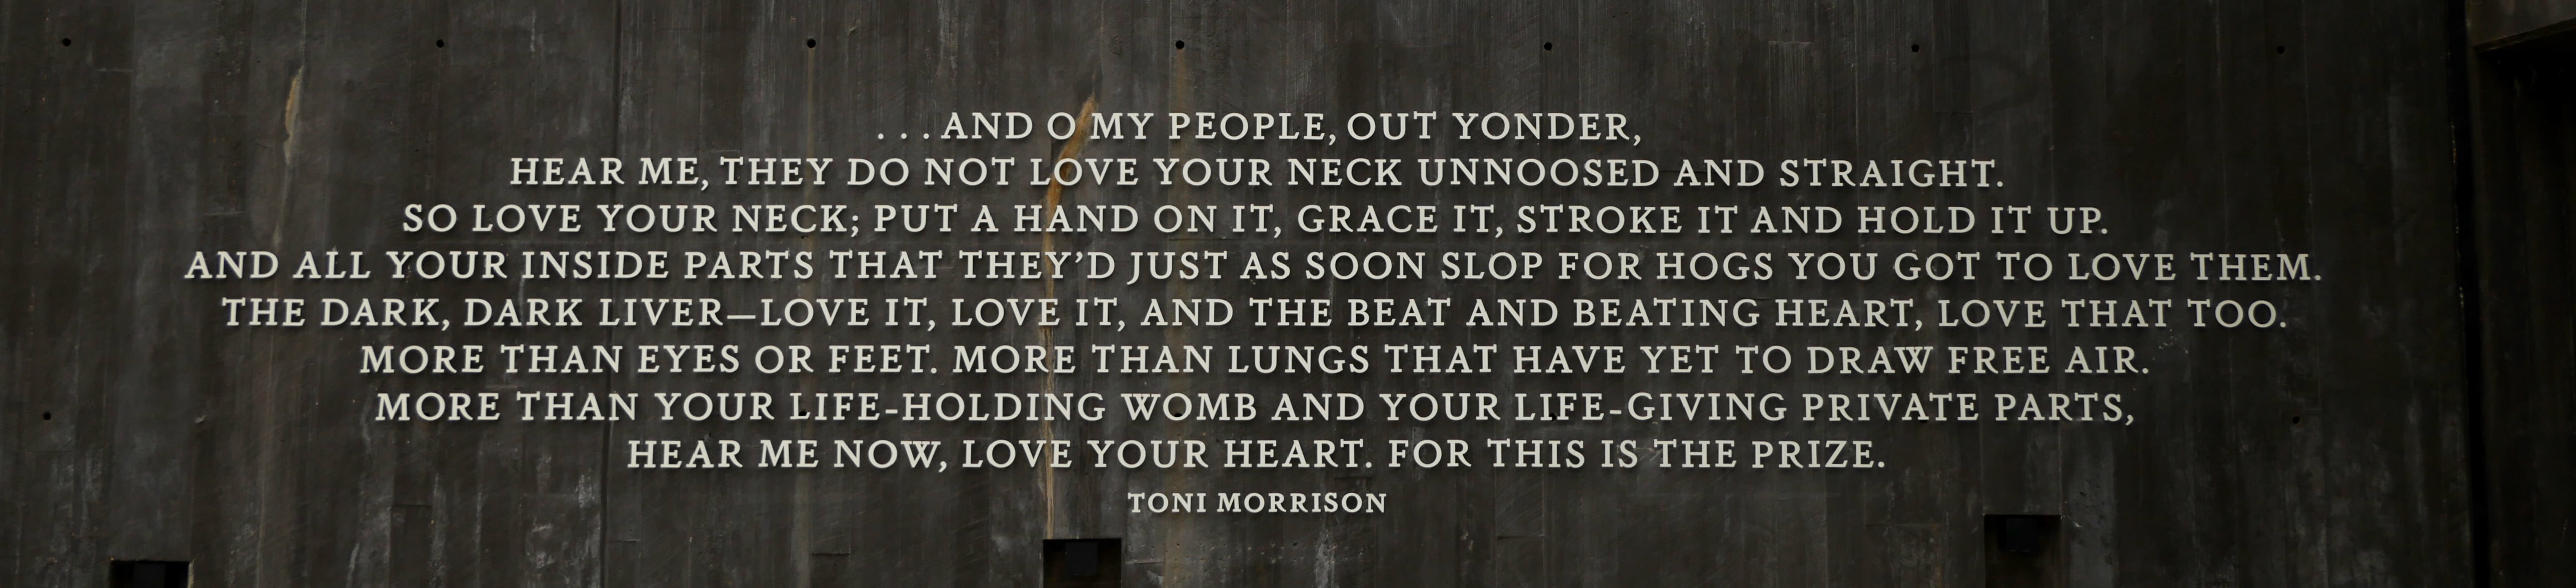 ...AND O MY PEOPLE, OUT YONDER,
HEAR ME, THEY DO NOT LOVE YOUR NECK UNNOOSED AND STRAIGHT.
SO LOVE YOUR NECK; PUT A HAND ON IT, GRACE IT, STROKE IT AND HOLD IT UP.
AND ALL YOUR INSIDE PARTS THAT THEY’D JUST AS SOON SLOP FOR HOGS YOU GOT TO LOVE THEM.
THE DARK, DARK LIVER—LOVE IT, LOVE IT, AND THE BEAT AND BEATING HEART, LOVE THAT TOO.
MORE THAN EYES OR FEET. MORE THAN LUNGS THAT HAVE YET TO DRAW FREE AIR.
MORE THAN YOUR LIFE-HOLDING WOMB AND YOUR LIFE-GIVING PRIVATE PARTS,
HEAR ME NOW, LOVE YOUR HEART. FOR THIS IS THE PRIZE.
TONI MORRISON